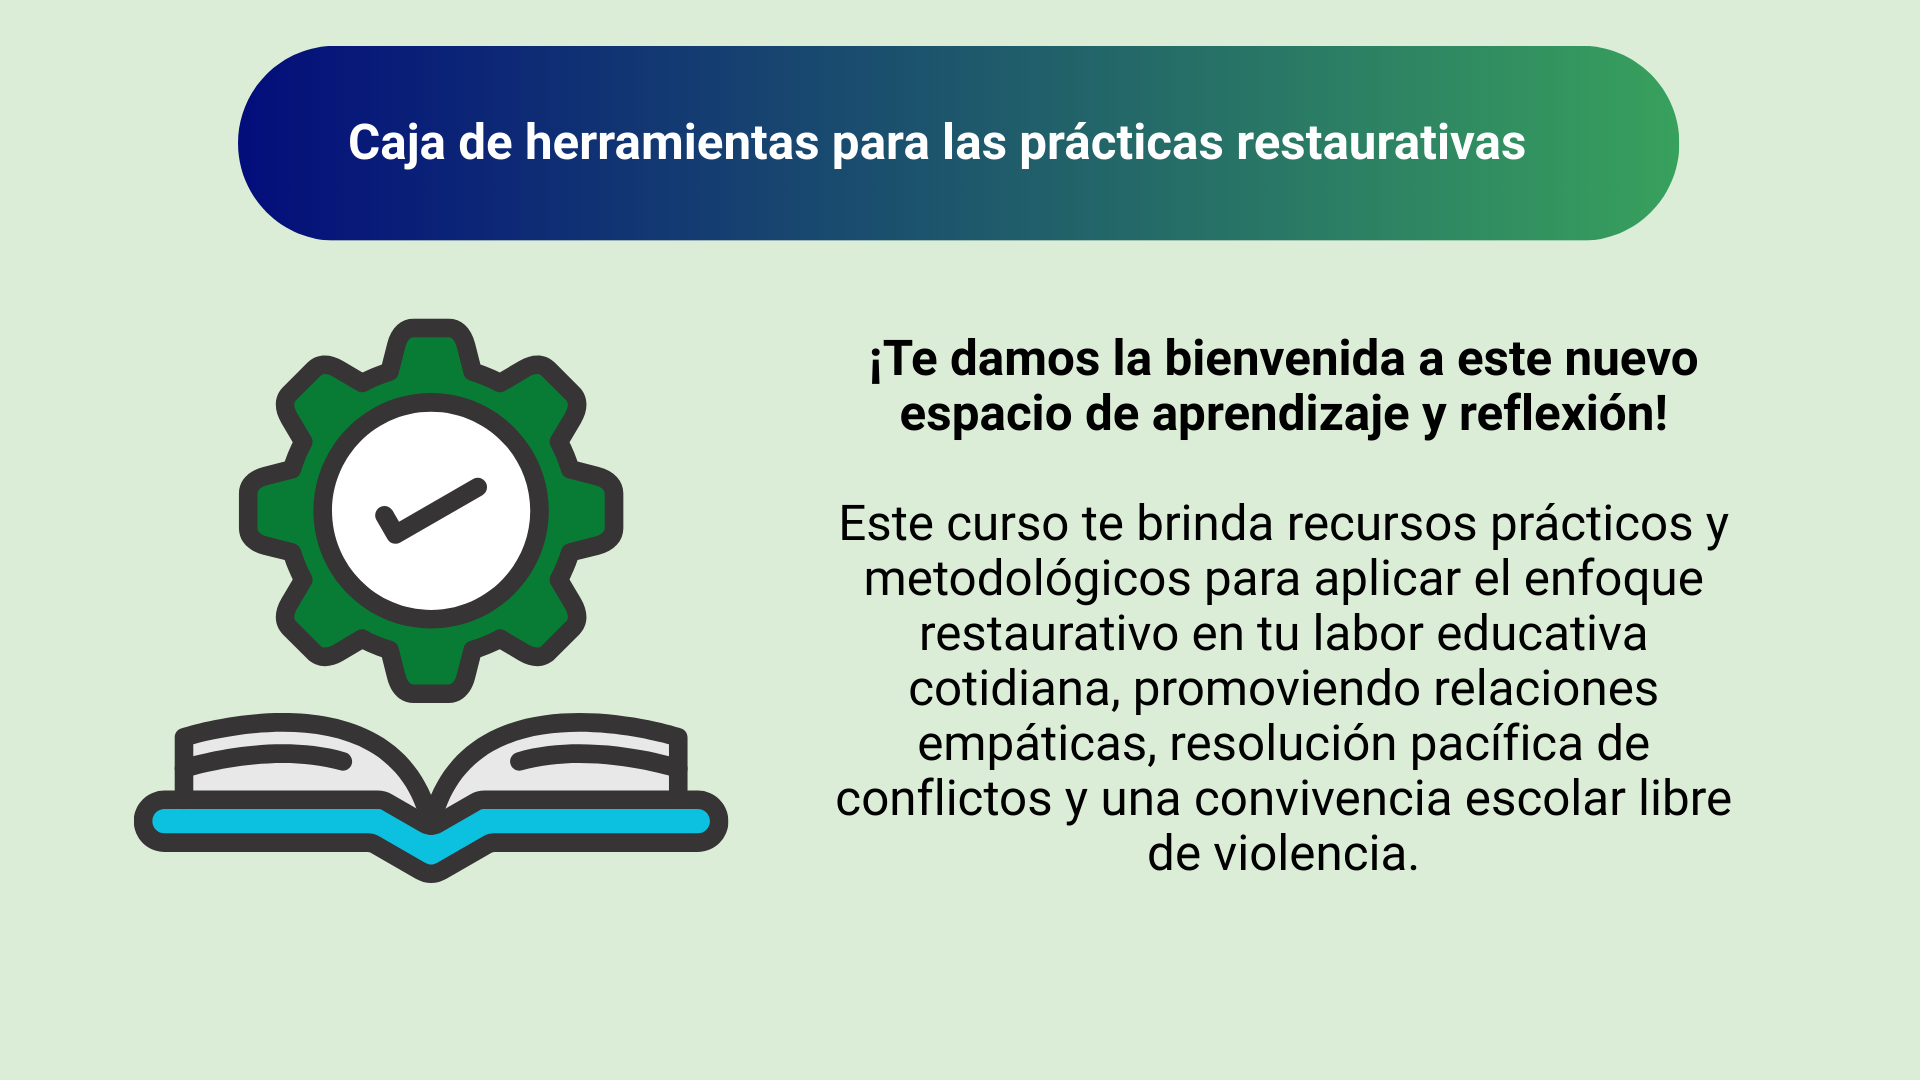 Caja de herramientas para las prácticas restaurativas
¡Te damos la bienvenida a este nuevo
espacio de aprendizaje y reflexión!
Este curso te brinda recursos prácticos y
metodológicos para aplicar el enfoque
restaurativo en tu labor educativa
cotidiana, promoviendo relaciones
empáticas, resolución pacífica de
conflictos y una convivencia escolar libre
de violencia.